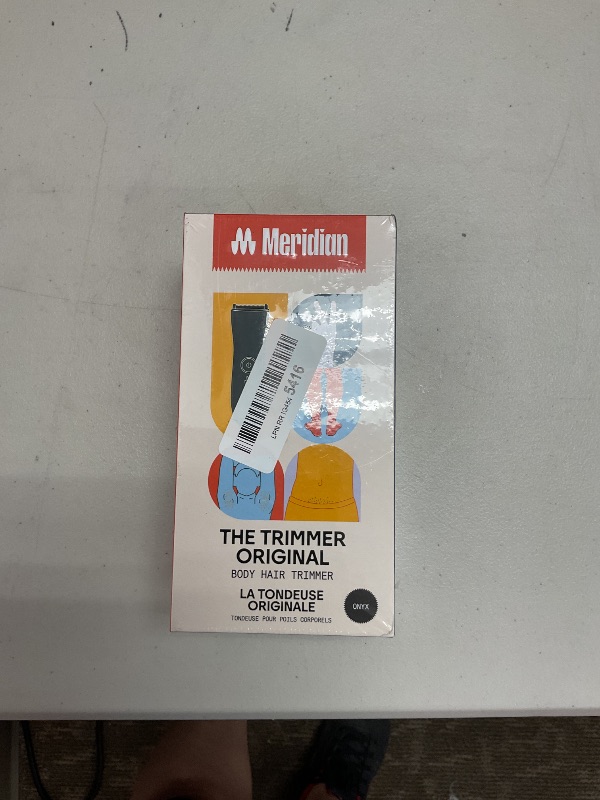 Meridian
5416
THE TRIMMER
ORIGINAL
BODY HAIR TRIMMER
LA TONDEUSE
ORIGINALE
TONDEUSE POUR POILS CORPORELS
ONYX